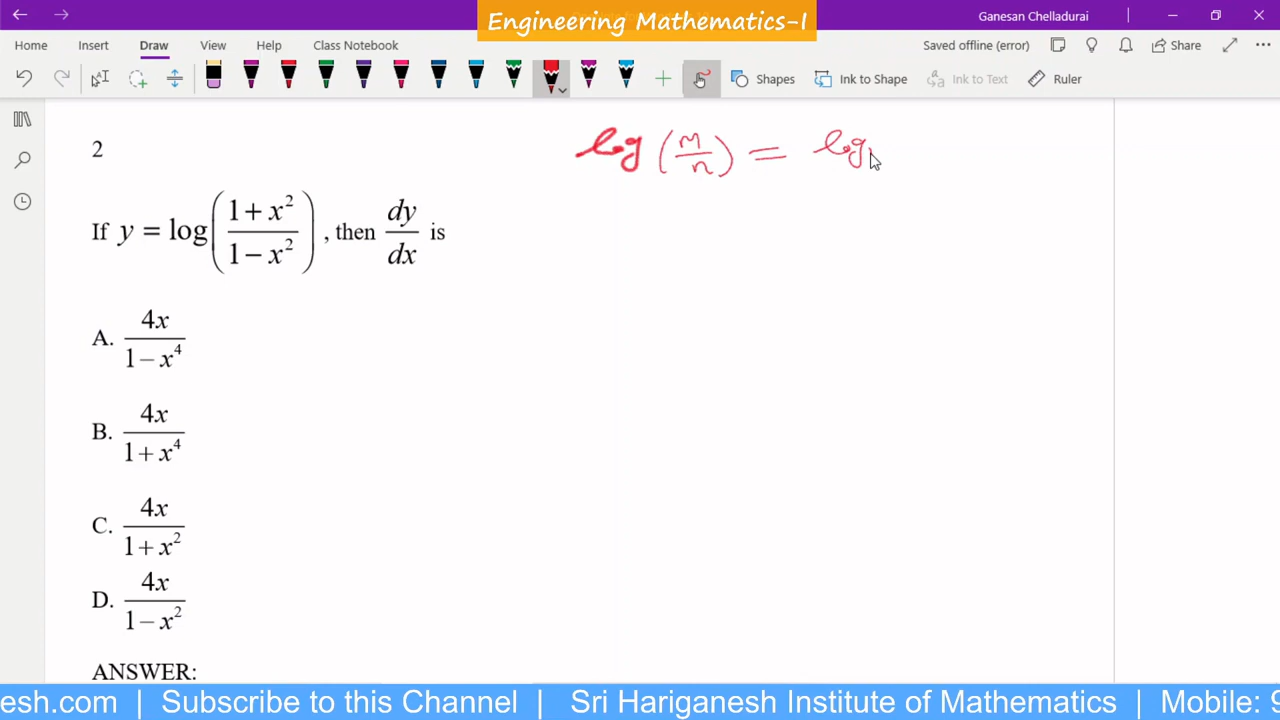 Engineering Mathematics-I
Ganesan Chelladurai
Home Insert Draw View Help Class Notebook
Saved offline (error) Share
Shapes Ink to Shape Ink to Text Ruler
2
log (m/n) = log
If y = log((1 + x²)/(1 − x²)), then dy/dx is
A. 4x/(1 − x⁴)
B. 4x/(1 + x⁴)
C. 4x/(1 + x²)
D. 4x/(1 − x²)
ANSWER:
esh.com | Subscribe to this Channel | Sri Hariganesh Institute of Mathematics | Mobile: 9